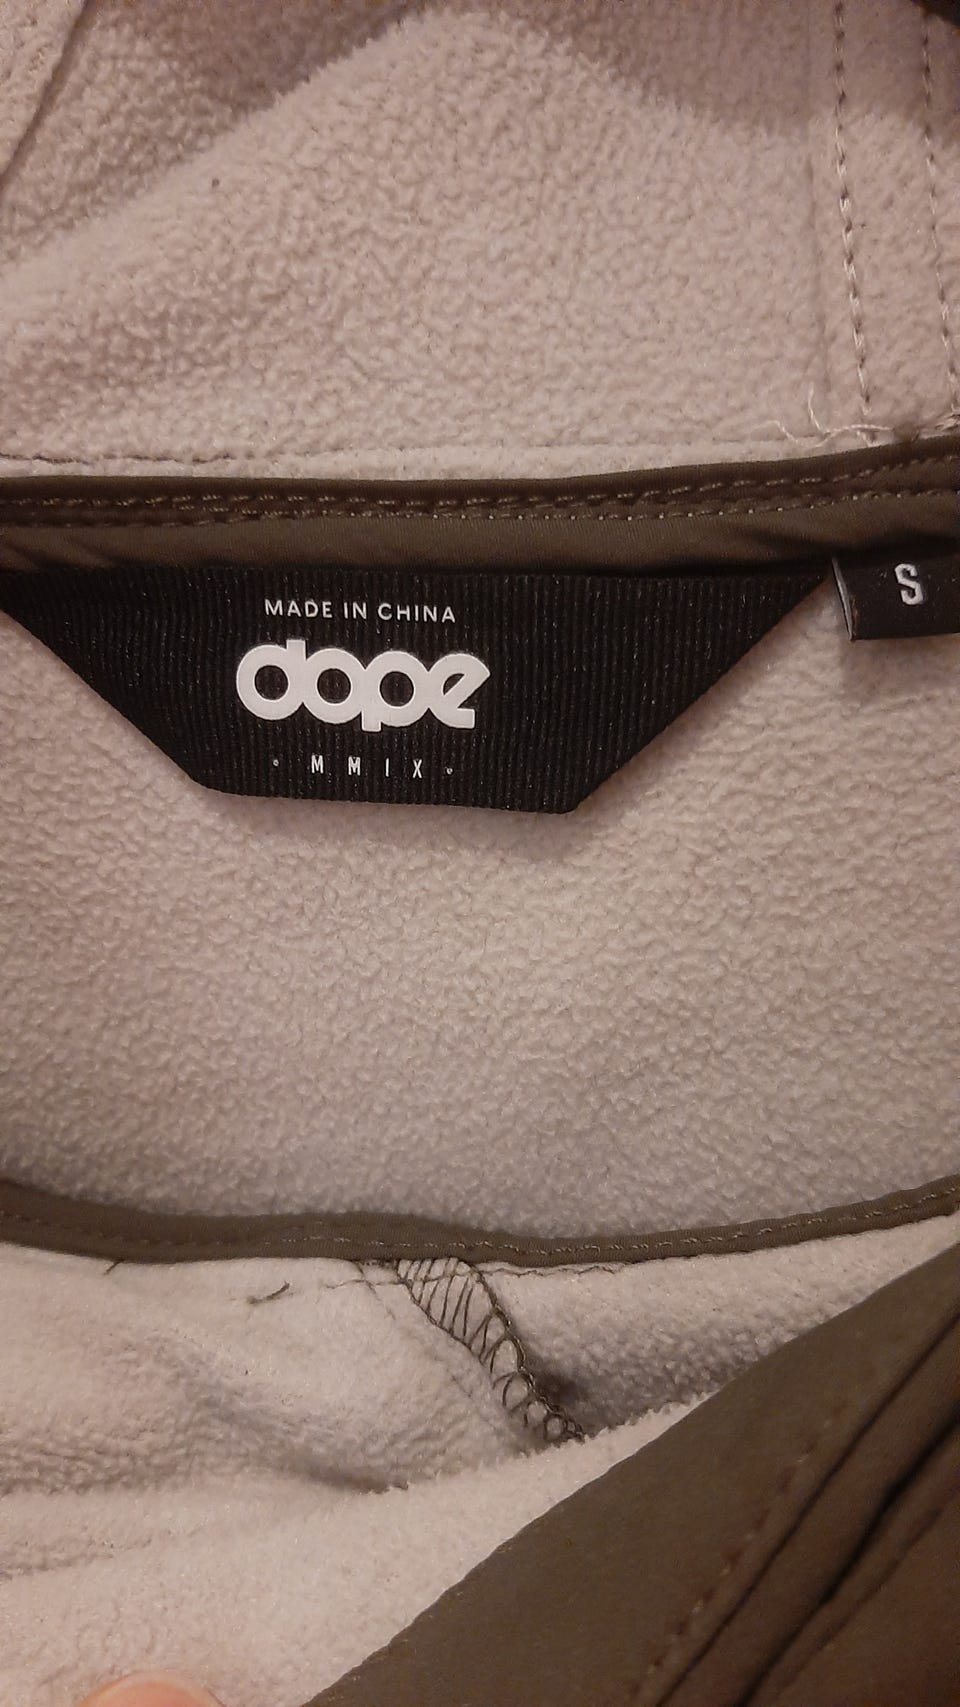 MADE IN CHINA
dope
· MMIX ·
S